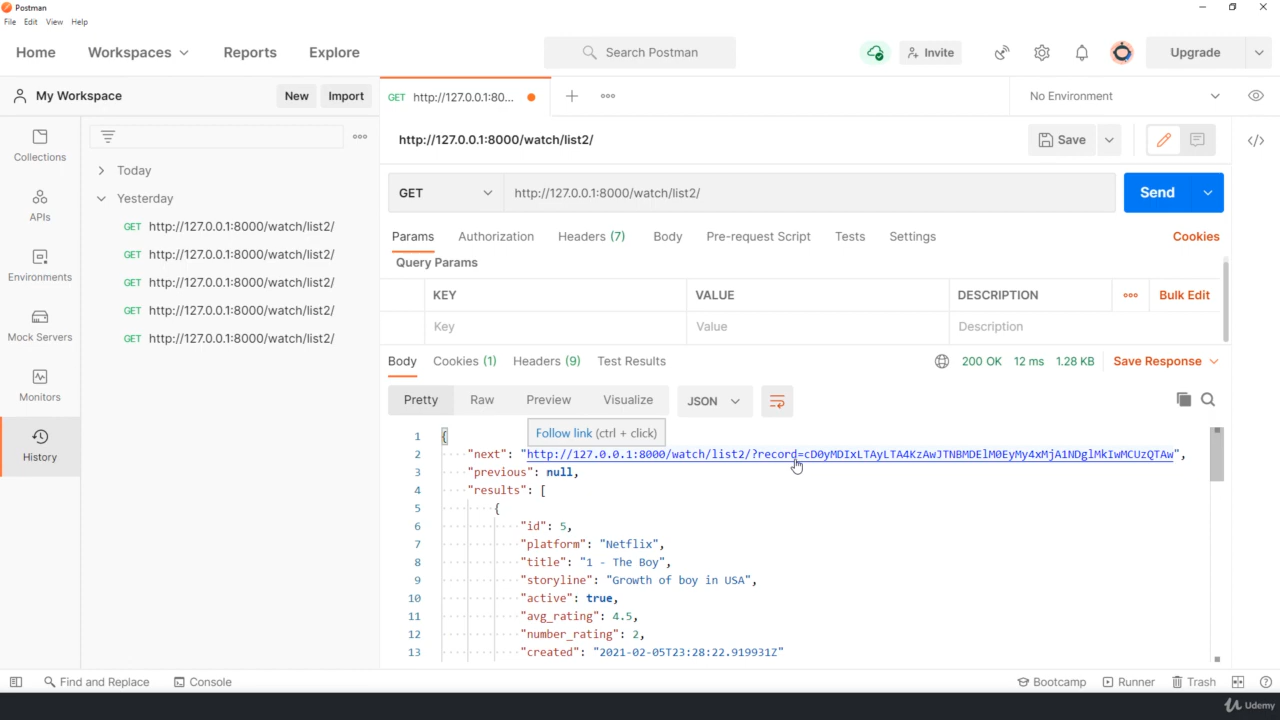 Postman
File Edit View Help
Home Workspaces Reports Explore Search Postman Invite Upgrade
My Workspace New Import GET http://127.0.0.1:80... No Environment
Collections
APIs
Environments
Mock Servers
Monitors
History
Today
Yesterday
GET http://127.0.0.1:8000/watch/list2/
GET http://127.0.0.1:8000/watch/list2/
GET http://127.0.0.1:8000/watch/list2/
GET http://127.0.0.1:8000/watch/list2/
GET http://127.0.0.1:8000/watch/list2/
http://127.0.0.1:8000/watch/list2/ Save
GET http://127.0.0.1:8000/watch/list2/ Send
Params Authorization Headers (7) Body Pre-request Script Tests Settings Cookies
Query Params
KEY VALUE DESCRIPTION Bulk Edit
Key Value Description
Body Cookies (1) Headers (9) Test Results 200 OK 12 ms 1.28 KB Save Response
Pretty Raw Preview Visualize JSON
Follow link (ctrl + click)
1 {
2 "next": "http://127.0.0.1:8000/watch/list2/?record=cD0yMDIxLTAyLTA4KzAwJTNBMDElM0EyMy4xMjA1NDglMkIwMCUzQTAw",
3 "previous": null,
4 "results": [
5 {
6 "id": 5,
7 "platform": "Netflix",
8 "title": "1 - The Boy",
9 "storyline": "Growth of boy in USA",
10 "active": true,
11 "avg_rating": 4.5,
12 "number_rating": 2,
13 "created": "2021-02-05T23:28:22.919931Z"
Find and Replace Console Bootcamp Runner Trash
Udemy